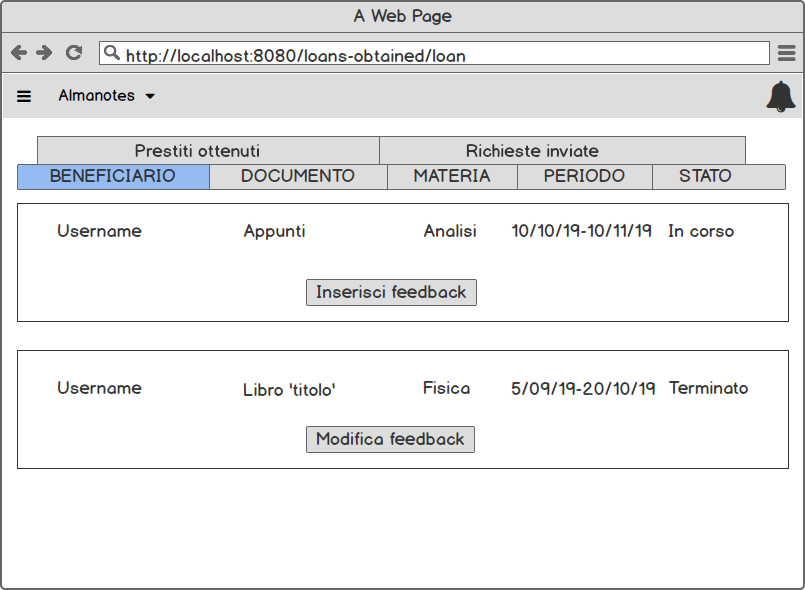 A Web Page
http://localhost:8080/loans-obtained/loan
Almanotes
Prestiti ottenuti Richieste inviate
BENEFICIARIO DOCUMENTO MATERIA PERIODO STATO
Username Appunti Analisi 10/10/19-10/11/19 In corso
Inserisci feedback
Username Libro 'titolo' Fisica 5/09/19-20/10/19 Terminato
Modifica feedback